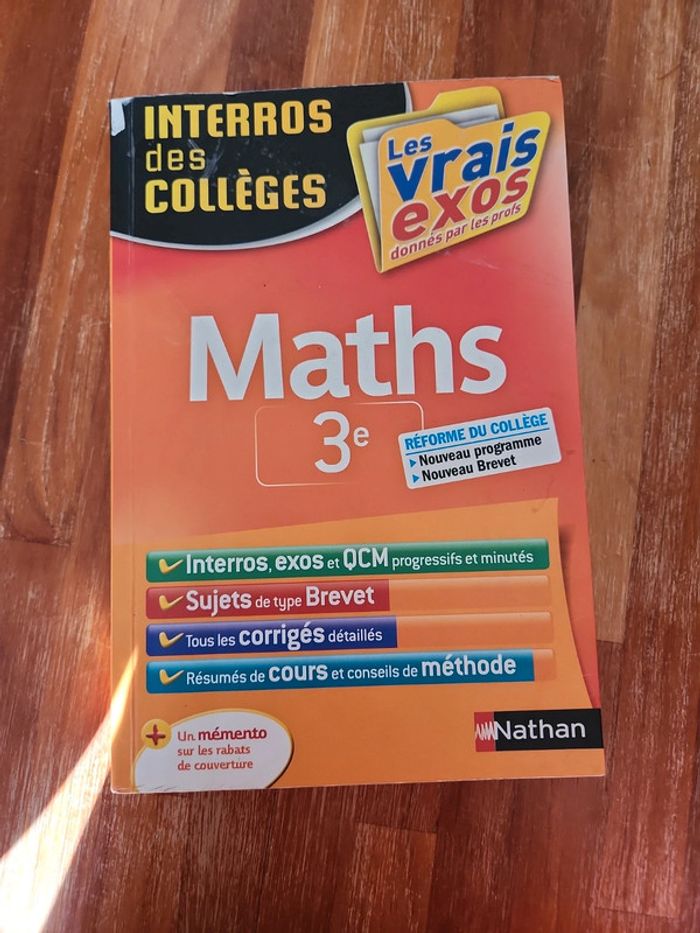 INTERROS
des
COLLÈGES
Les
vrais
exos
donnés par les profs
Maths
3e
RÉFORME DU COLLÈGE
Nouveau programme
Nouveau Brevet
Interros, exos et QCM progressifs et minutés
Sujets de type Brevet
Tous les corrigés détaillés
Résumés de cours et conseils de méthode
+ Un mémento
sur les rabats
de couverture
Nathan